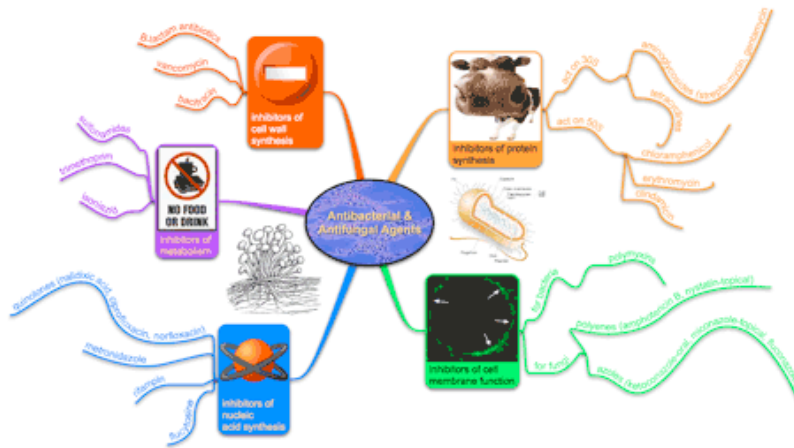 Antibacterial &
Antifungal Agents
B-lactam antibiotics
vancomycin
bacitracin
inhibitors of
cell wall
synthesis
sulfonamides
trimethoprim
isoniazid
NO FOOD
OR DRINK
inhibitors of
metabolism
quinolones (nalidixic acid, ciprofloxacin, norfloxacin)
metronidazole
rifampin
flucytosine
inhibitors of
nucleic
acid synthesis
inhibitors of protein
synthesis
act on 30S
aminoglycosides (streptomycin, gentamycin
tetracyclines
act on 50S
chloramphenicol
erythromycin
clindamycin
inhibitors of cell
membrane function
for bacteria
polymyxins
for fungi
polyenes (amphotericin B, nystatin-topical)
azoles (ketoconazole-oral, miconazole-topical, fluconazo